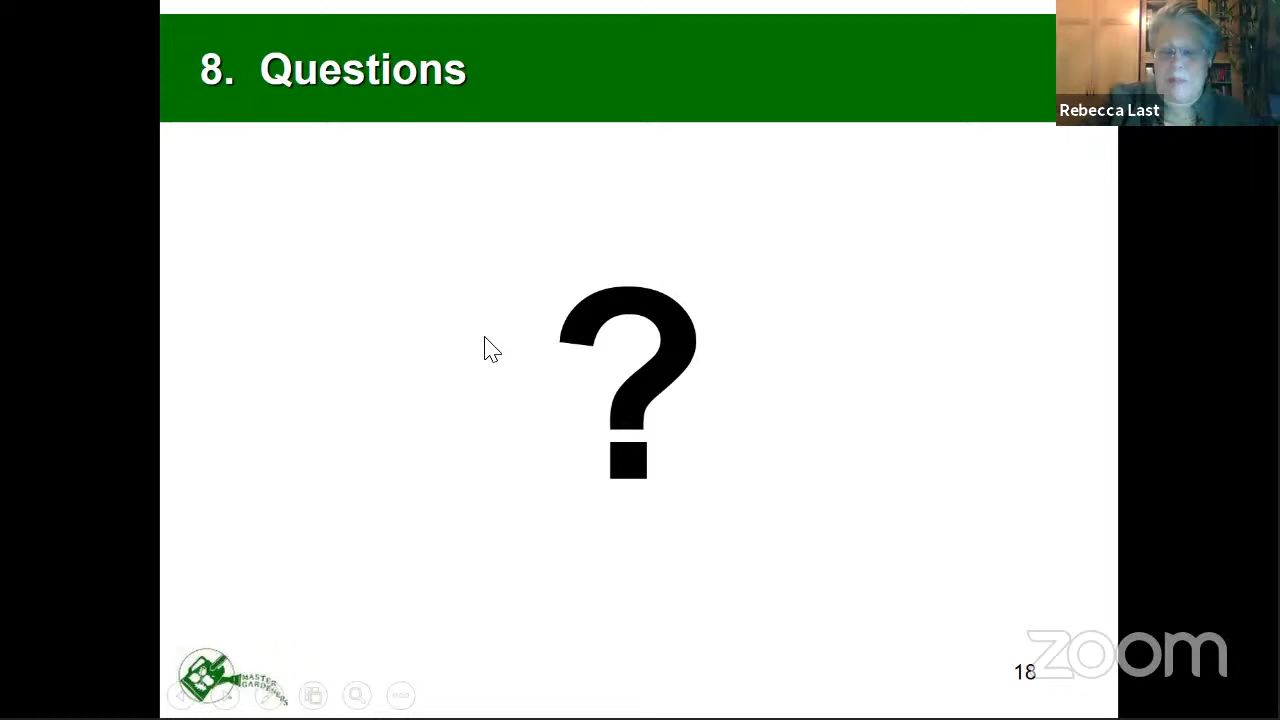 8. Questions
Rebecca Last
?
MASTER
GARDENERS
18
zoom